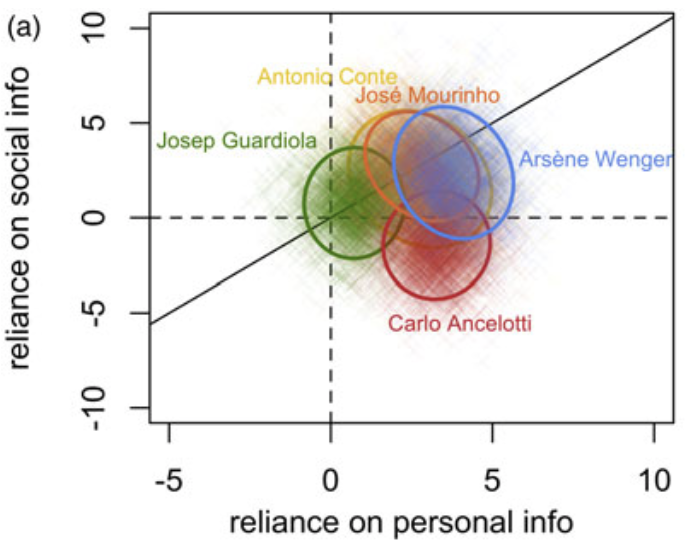 (a)
reliance on social info
10
5
0
-5
-10
Antonio Conte
José Mourinho
Josep Guardiola
Arsène Wenger
Carlo Ancelotti
-5 0 5 10
reliance on personal info